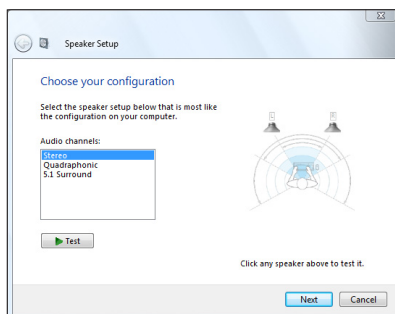 Speaker Setup
Choose your configuration
Select the speaker setup below that is most like
the configuration on your computer.
Audio channels:
Stereo
Quadraphonic
5.1 Surround
Test
L
R
Click any speaker above to test it.
Next
Cancel